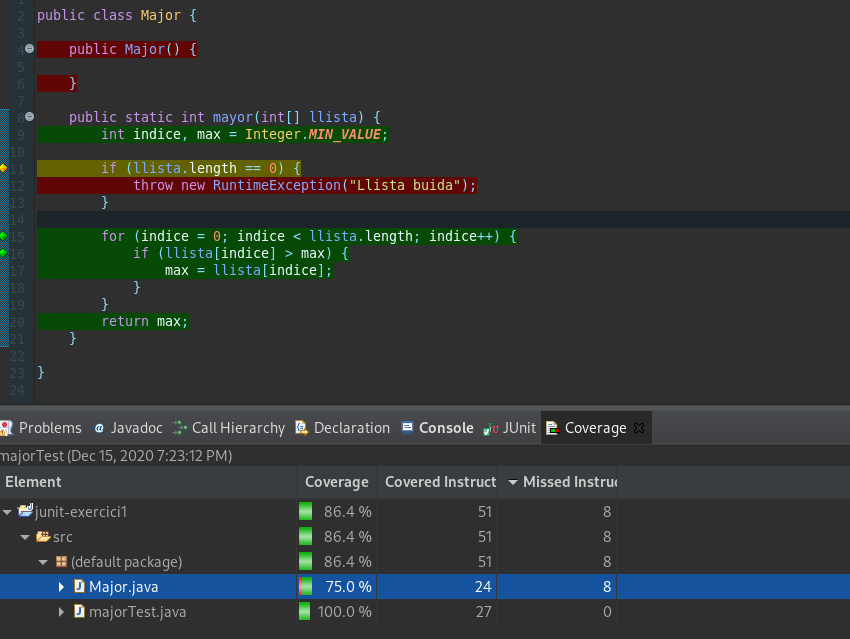 1
2 public class Major {
3
4 public Major() {
5
6 }
7
8 public static int mayor(int[] llista) {
9 int indice, max = Integer.MIN_VALUE;
10
11 if (llista.length == 0) {
12 throw new RuntimeException("Llista buida");
13 }
14
15 for (indice = 0; indice < llista.length; indice++) {
16 if (llista[indice] > max) {
17 max = llista[indice];
18 }
19 }
20 return max;
21 }
22
23 }
24
Problems @ Javadoc Call Hierarchy Declaration Console JUnit Coverage
majorTest (Dec 15, 2020 7:23:12 PM)
Element Coverage Covered Instruct Missed Instruc
junit-exercici1 86.4 % 51 8
src 86.4 % 51 8
(default package) 86.4 % 51 8
Major.java 75.0 % 24 8
majorTest.java 100.0 % 27 0